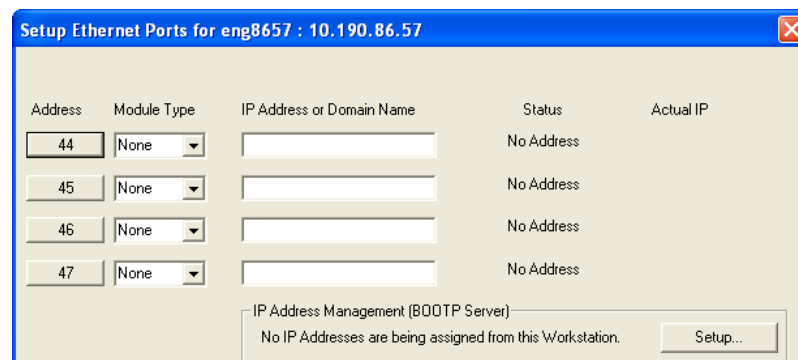 Setup Ethernet Ports for eng8657 : 10.190.86.57
Address Module Type IP Address or Domain Name Status Actual IP
44 None No Address
45 None No Address
46 None No Address
47 None No Address
IP Address Management (BOOTP Server)
No IP Addresses are being assigned from this Workstation. Setup...